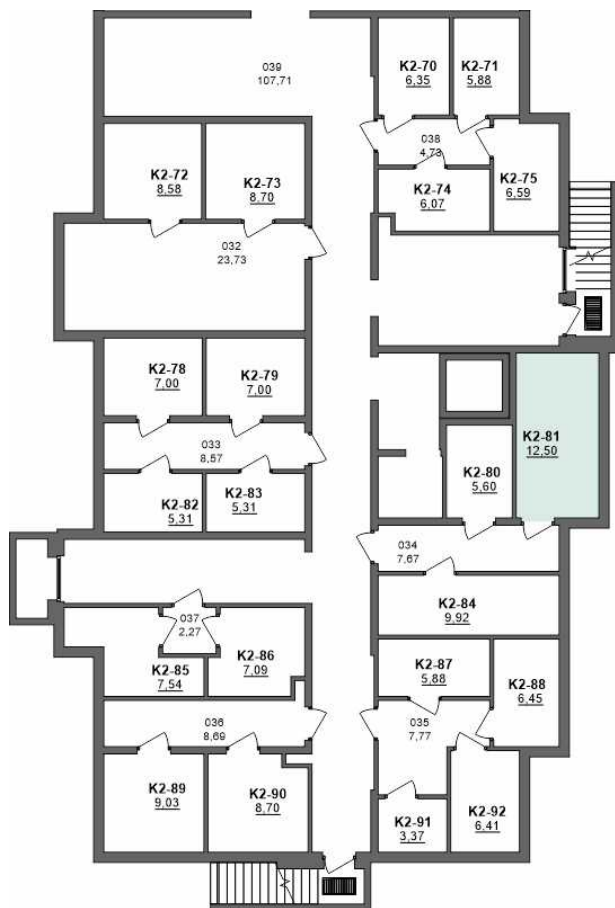 039
107,71
K2-70
6,35
K2-71
5,88
038
4,73
K2-72
8,58
K2-73
8,70
K2-74
6,07
K2-75
6,59
032
23,73
K2-78
7,00
K2-79
7,00
033
8,57
K2-80
5,60
K2-81
12,50
K2-82
5,31
K2-83
5,31
034
7,67
K2-84
9,92
037
2,27
K2-85
7,54
K2-86
7,09
K2-87
5,88
K2-88
6,45
036
8,69
035
7,77
K2-89
9,03
K2-90
8,70
K2-91
3,37
K2-92
6,41